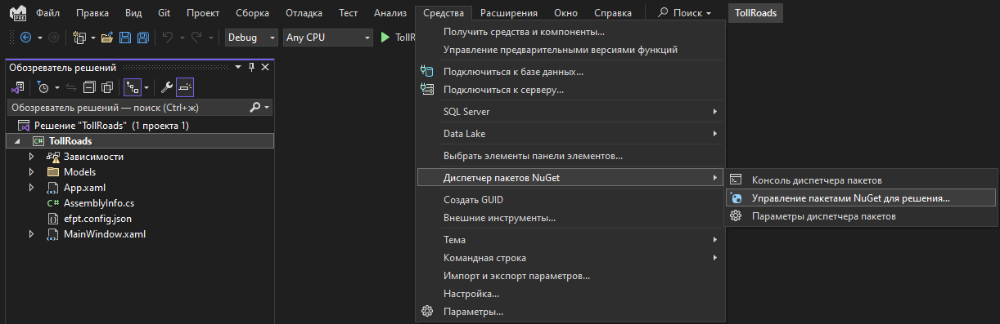 PRE Файл Правка Вид Git Проект Сборка Отладка Тест Анализ Средства Расширения Окно Справка Поиск TollRoads
Debug Any CPU TollR
Обозреватель решений
Обозреватель решений — поиск (Ctrl+ж)
Решение "TollRoads" (1 проекта 1)
C# TollRoads
Зависимости
Models
App.xaml
C# AssemblyInfo.cs
efpt.config.json
MainWindow.xaml
Получить средства и компоненты...
Управление предварительными версиями функций
Подключиться к базе данных...
Подключиться к серверу...
SQL Server
Data Lake
Выбрать элементы панели элементов...
Диспетчер пакетов NuGet
Создать GUID
Внешние инструменты...
Тема
Командная строка
Импорт и экспорт параметров...
Настройка...
Параметры...
Консоль диспетчера пакетов
Управление пакетами NuGet для решения...
Параметры диспетчера пакетов